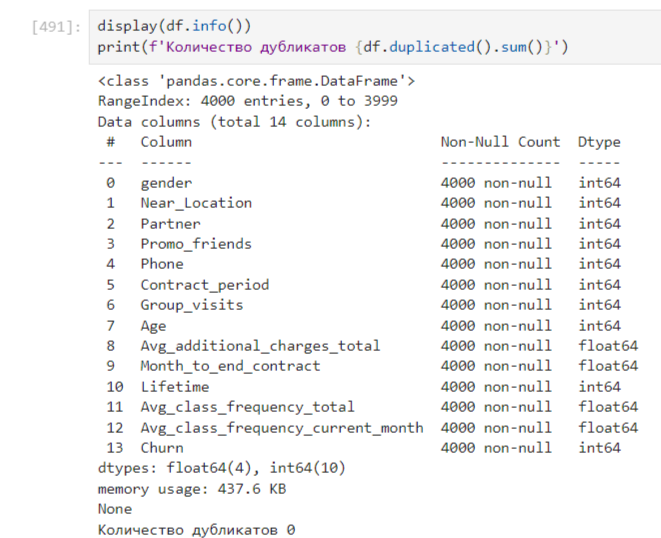 [491]: display(df.info())
print(f'Количество дубликатов {df.duplicated().sum()}')
<class 'pandas.core.frame.DataFrame'>
RangeIndex: 4000 entries, 0 to 3999
Data columns (total 14 columns):
 #   Column                             Non-Null Count  Dtype
---  ------                             --------------  -----
 0   gender                             4000 non-null   int64
 1   Near_Location                      4000 non-null   int64
 2   Partner                            4000 non-null   int64
 3   Promo_friends                      4000 non-null   int64
 4   Phone                              4000 non-null   int64
 5   Contract_period                    4000 non-null   int64
 6   Group_visits                       4000 non-null   int64
 7   Age                                4000 non-null   int64
 8   Avg_additional_charges_total       4000 non-null   float64
 9   Month_to_end_contract              4000 non-null   float64
 10  Lifetime                           4000 non-null   int64
 11  Avg_class_frequency_total          4000 non-null   float64
 12  Avg_class_frequency_current_month  4000 non-null   float64
 13  Churn                              4000 non-null   int64
dtypes: float64(4), int64(10)
memory usage: 437.6 KB
None
Количество дубликатов 0